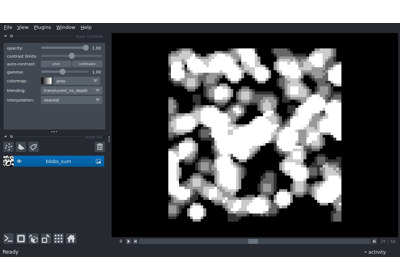 File View Plugins Window Help
opacity: 1.00
contrast limits:
auto-contrast: once continuous
gamma: 1.00
colormap: gray
blending: translucent_no_depth
interpolation: nearest
blobs_sum
Ready
activity